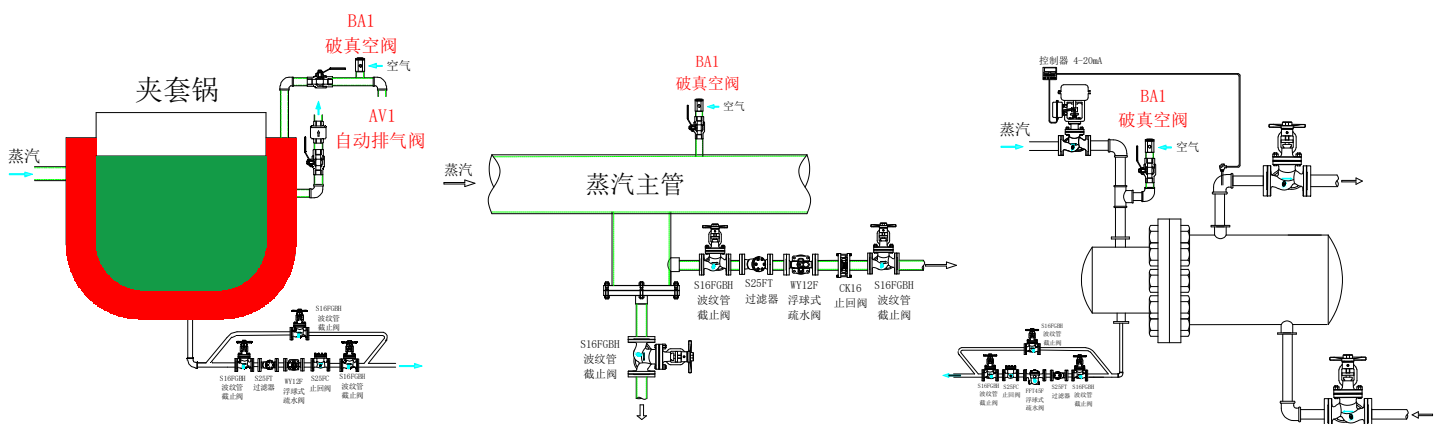 BA1
破真空阀
空气
夹套锅
AV1
自动排气阀
蒸汽
S16FGBH
波纹管
截止阀
S16FGBH
波纹管
截止阀
S25FT
过滤器
WY12F
浮球式
疏水阀
S25FC
止回阀
S16FGBH
波纹管
截止阀
BA1
破真空阀
空气
蒸汽
蒸汽主管
S16FGBH
波纹管
截止阀
S25FT
过滤器
WY12F
浮球式
疏水阀
CK16
止回阀
S16FGBH
波纹管
截止阀
S16FGBH
波纹管
截止阀
控制器 4-20mA
BA1
破真空阀
蒸汽
空气
S16FGBH
波纹管
截止阀
S16FGBH
波纹管
截止阀
S25FC
止回阀
FPT45F
浮球式
疏水阀
S25FT
过滤器
S16FGBH
波纹管
截止阀